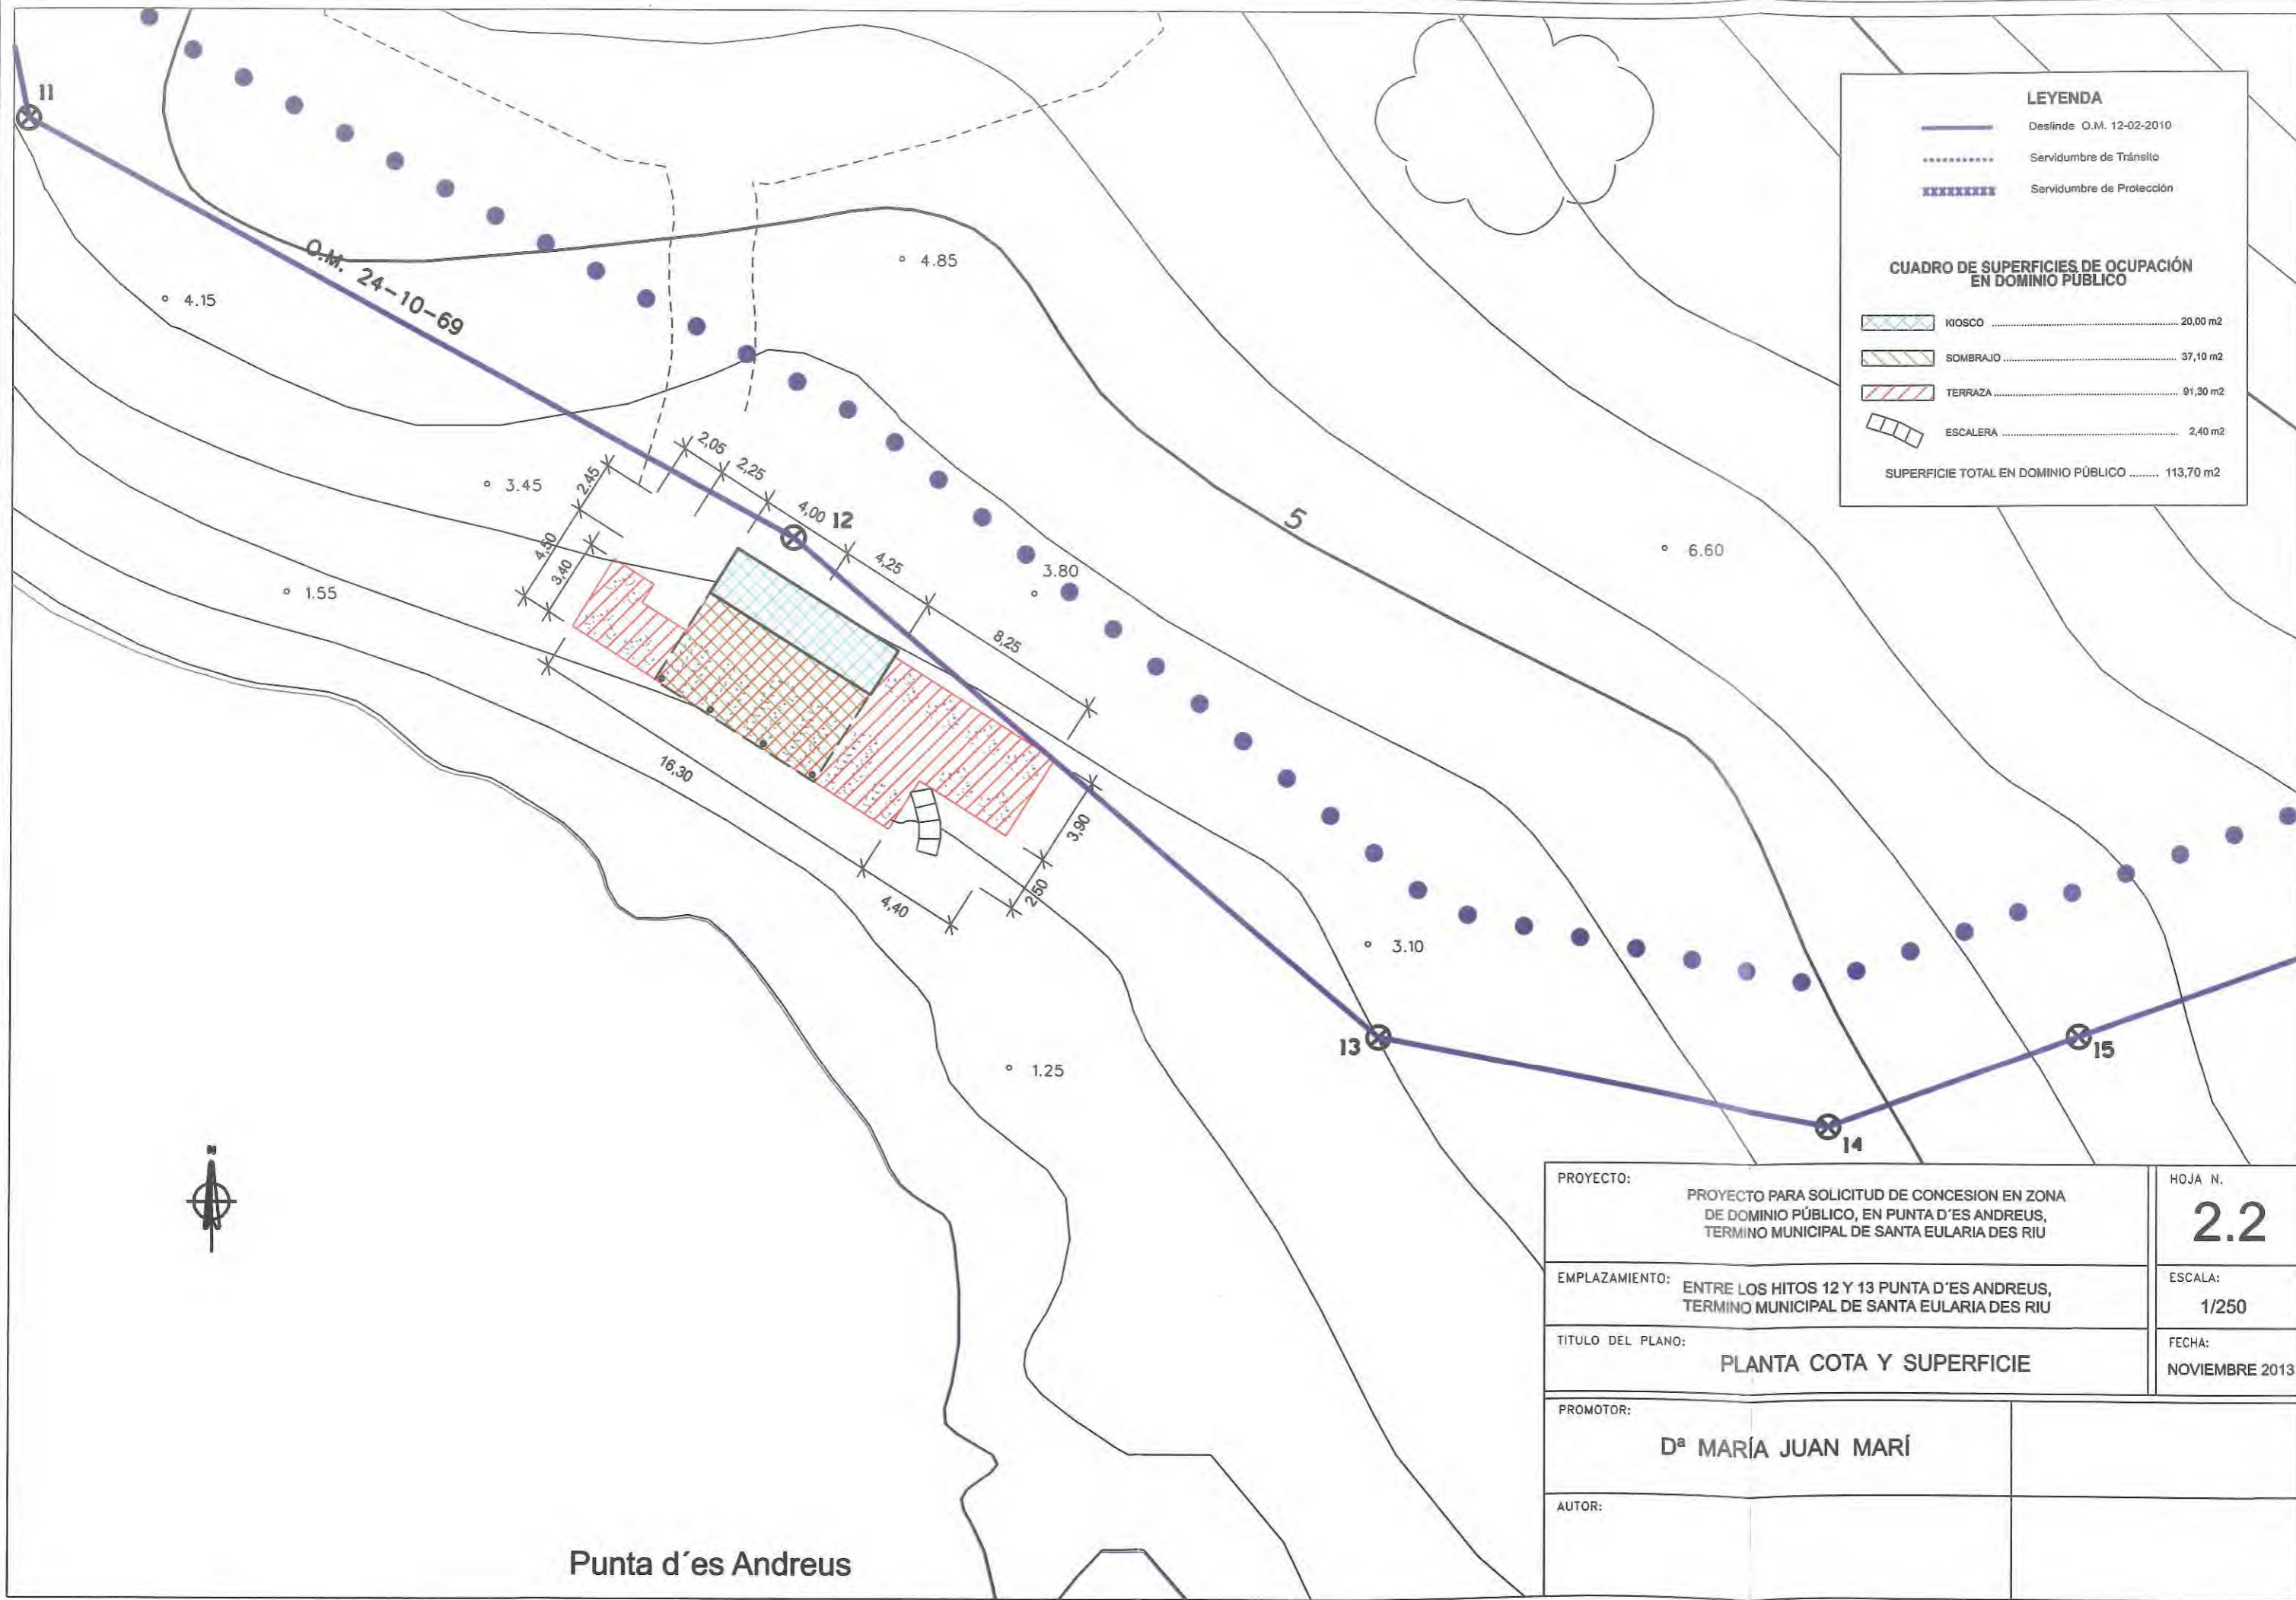 11
O.M. 24-10-69
4.15
4.85
3.45
1.55
2,05
2,25
4,00
12
4,25
8,25
2.45
4,50
3,40
3.80
5
6.60
16,30
3,90
2,50
4,40
3.10
1.25
13
14
15
N
Punta d´es Andreus
LEYENDA
Deslinde O.M. 12-02-2010
Servidumbre de Tránsito
Servidumbre de Protección
CUADRO DE SUPERFICIES DE OCUPACIÓN
EN DOMINIO PÚBLICO
KIOSCO ........ 20,00 m2
SOMBRAJO ........ 37,10 m2
TERRAZA ........ 91,30 m2
ESCALERA ........ 2,40 m2
SUPERFICIE TOTAL EN DOMINIO PÚBLICO ........ 113,70 m2
PROYECTO:
PROYECTO PARA SOLICITUD DE CONCESION EN ZONA
DE DOMINIO PÚBLICO, EN PUNTA D´ES ANDREUS,
TERMINO MUNICIPAL DE SANTA EULARIA DES RIU
HOJA N.
2.2
EMPLAZAMIENTO:
ENTRE LOS HITOS 12 Y 13 PUNTA D´ES ANDREUS,
TERMINO MUNICIPAL DE SANTA EULARIA DES RIU
ESCALA:
1/250
TITULO DEL PLANO:
PLANTA COTA Y SUPERFICIE
FECHA:
NOVIEMBRE 2013
PROMOTOR:
Dª MARÍA JUAN MARÍ
AUTOR: